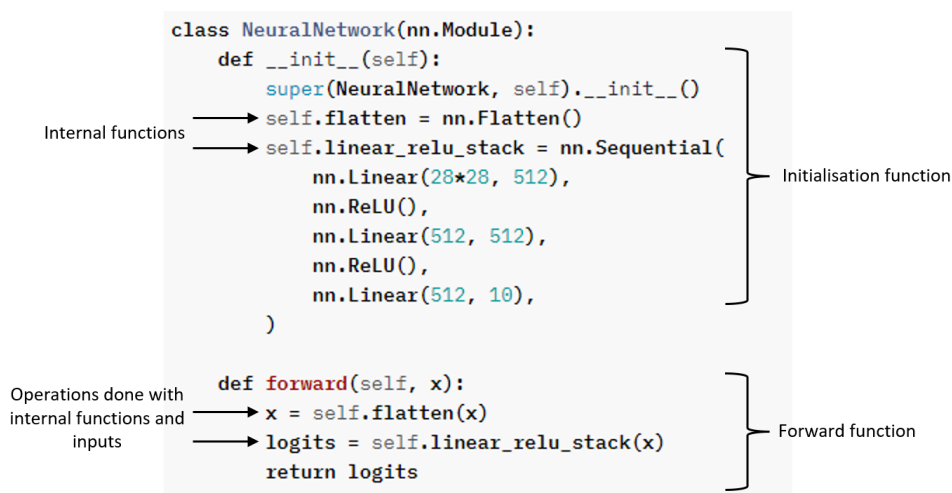 class NeuralNetwork(nn.Module):
def __init__(self):
super(NeuralNetwork, self).__init__()
self.flatten = nn.Flatten()
self.linear_relu_stack = nn.Sequential(
nn.Linear(28*28, 512),
nn.ReLU(),
nn.Linear(512, 512),
nn.ReLU(),
nn.Linear(512, 10),
)
def forward(self, x):
x = self.flatten(x)
logits = self.linear_relu_stack(x)
return logits
Internal functions
Initialisation function
Operations done with
internal functions and
inputs
Forward function